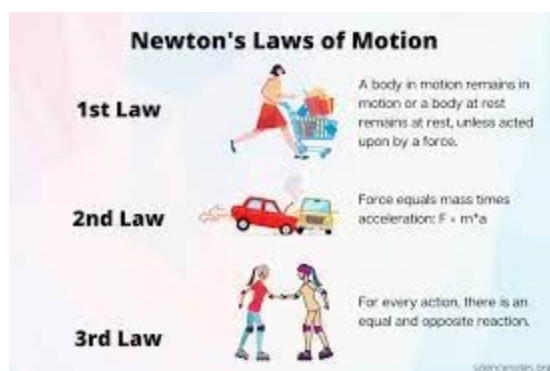 Newton's Laws of Motion
1st Law
A body in motion remains in
motion or a body at rest
remains at rest, unless acted
upon by a force.
2nd Law
Force equals mass times
acceleration: F = m*a
3rd Law
For every action, there is an
equal and opposite reaction.
sciencenotes.org